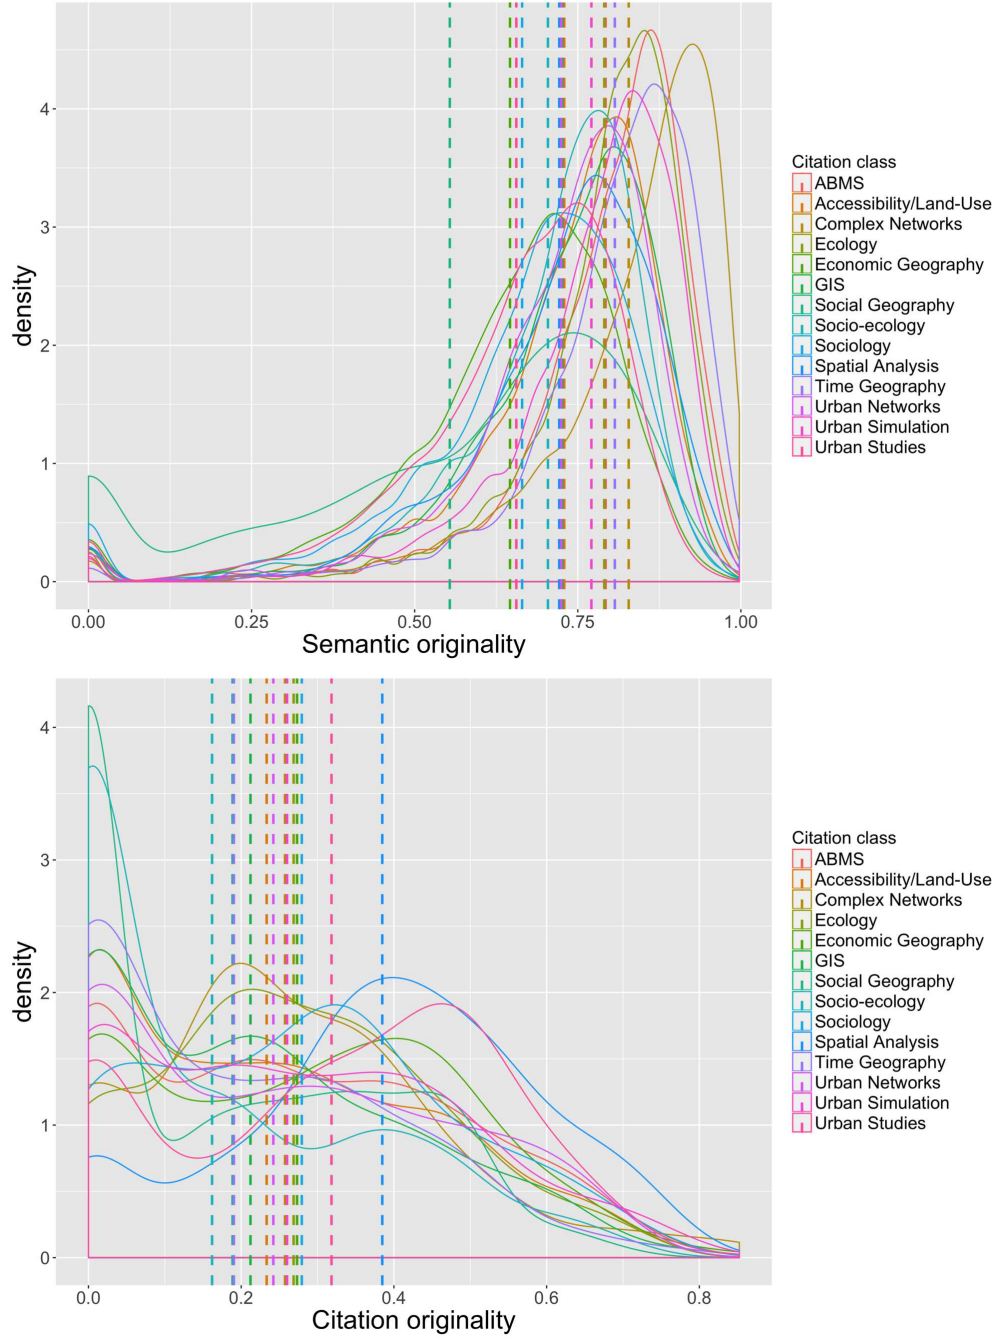 density
4
3
2
1
0
0.00 0.25 0.50 0.75 1.00
Semantic originality
Citation class
ABMS
Accessibility/Land-Use
Complex Networks
Ecology
Economic Geography
GIS
Social Geography
Socio-ecology
Sociology
Spatial Analysis
Time Geography
Urban Networks
Urban Simulation
Urban Studies
density
4
3
2
1
0
0.0 0.2 0.4 0.6 0.8
Citation originality
Citation class
ABMS
Accessibility/Land-Use
Complex Networks
Ecology
Economic Geography
GIS
Social Geography
Socio-ecology
Sociology
Spatial Analysis
Time Geography
Urban Networks
Urban Simulation
Urban Studies